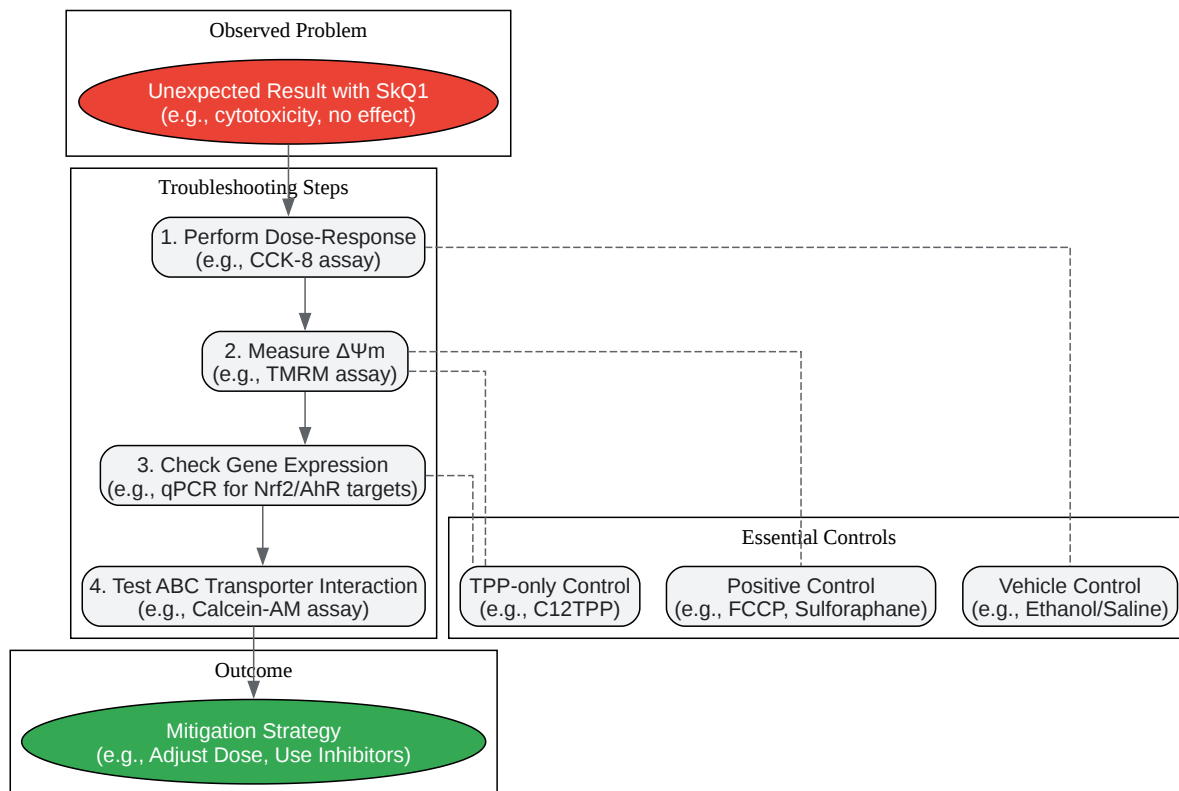 Observed Problem
Unexpected Result with SkQ1
(e.g., cytotoxicity, no effect)
Troubleshooting Steps
1. Perform Dose-Response
(e.g., CCK-8 assay)
2. Measure ΔΨm
(e.g., TMRM assay)
3. Check Gene Expression
(e.g., qPCR for Nrf2/AhR targets)
4. Test ABC Transporter Interaction
(e.g., Calcein-AM assay)
Essential Controls
TPP-only Control
(e.g., C12TPP)
Positive Control
(e.g., FCCP, Sulforaphane)
Vehicle Control
(e.g., Ethanol/Saline)
Outcome
Mitigation Strategy
(e.g., Adjust Dose, Use Inhibitors)